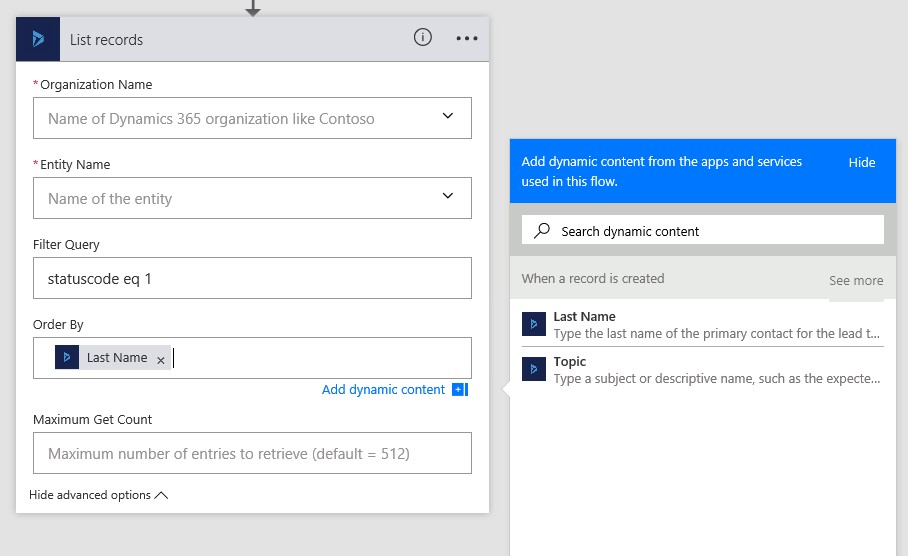 List records
* Organization Name
Name of Dynamics 365 organization like Contoso
* Entity Name
Name of the entity
Filter Query
statuscode eq 1
Order By
Last Name ×
Add dynamic content
Maximum Get Count
Maximum number of entries to retrieve (default = 512)
Hide advanced options
Add dynamic content from the apps and services
used in this flow.
Hide
Search dynamic content
When a record is created
See more
Last Name
Type the last name of the primary contact for the lead t...
Topic
Type a subject or descriptive name, such as the expecte...